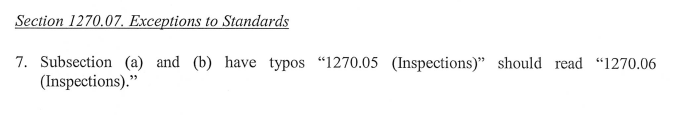 Section 1270.07. Exceptions to Standards
7. Subsection (a) and (b) have typos “1270.05 (Inspections)” should read “1270.06
(Inspections).”